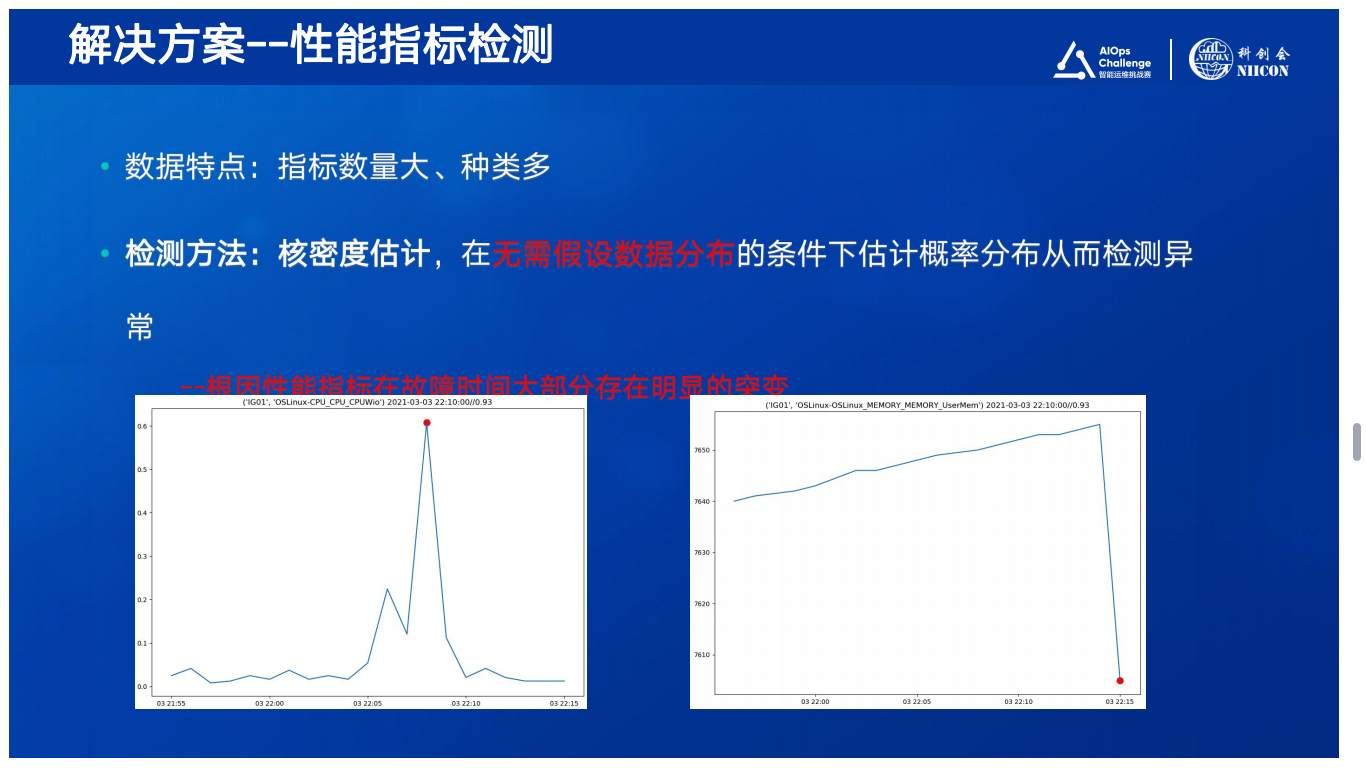 解决方案--性能指标检测
AIOps
Challenge
智能运维挑战赛
科创会
NIICON
NIICON
• 数据特点：指标数量大、种类多
• 检测方法：核密度估计，在无需假设数据分布的条件下估计概率分布从而检测异
常
--根因性能指标在故障时间大部分存在明显的突变
('IG01', 'OSLinux-CPU_CPU_CPUWio') 2021-03-03 22:10:00//0.93
0.6
0.5
0.4
0.3
0.2
0.1
0.0
03 21:55 03 22:00 03 22:05 03 22:10 03 22:15
('IG01', 'OSLinux-OSLinux_MEMORY_MEMORY_UserMem') 2021-03-03 22:10:00//0.93
7650
7640
7630
7620
7610
03 22:00 03 22:05 03 22:10 03 22:15